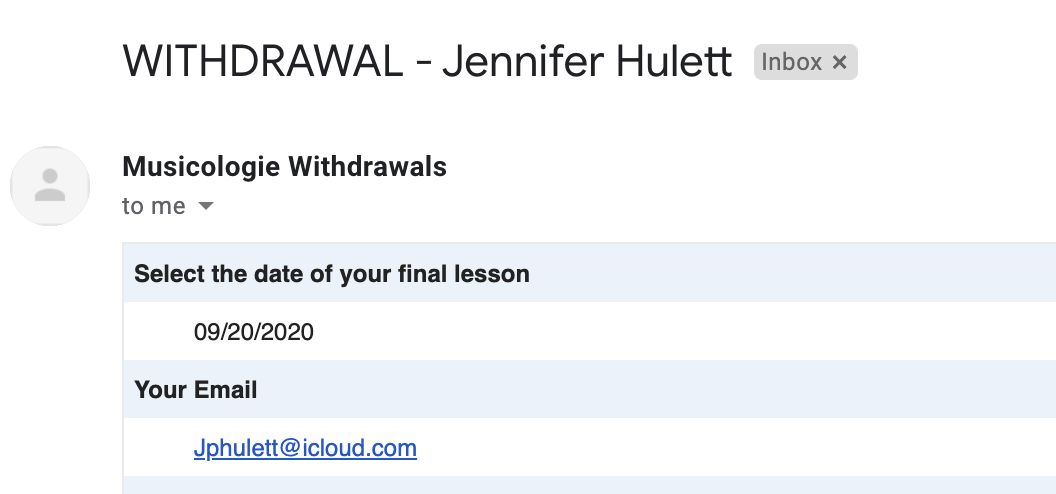 WITHDRAWAL - Jennifer Hulett Inbox ×
Musicologie Withdrawals
to me
Select the date of your final lesson
09/20/2020
Your Email
Jphulett@icloud.com